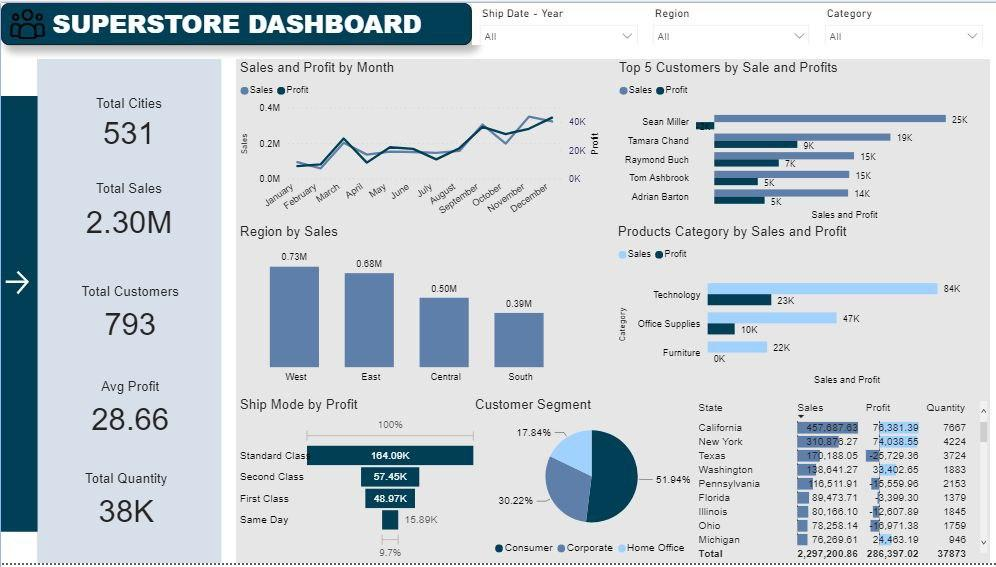 SUPERSTORE DASHBOARD
Ship Date - Year
Region
Category
All
All
All
Total Cities
531
Total Sales
2.30M
Total Customers
793
Avg Profit
28.66
Total Quantity
38K
Sales and Profit by Month
Sales Profit
0.4M
0.2M
0.0M
Sales
40K
20K
0K
Profit
January
February
March
April
May
June
July
August
September
October
November
December
Top 5 Customers by Sale and Profits
Sales Profit
Sean Miller 25K
-2K
Tamara Chand 19K
9K
Raymond Buch 15K
7K
Tom Ashbrook 15K
5K
Adrian Barton 14K
5K
Sales and Profit
Region by Sales
0.73M
0.68M
0.50M
0.39M
West East Central South
Products Category by Sales and Profit
Sales Profit
Category
Technology 84K
23K
Office Supplies 47K
10K
Furniture 22K
0K
Sales and Profit
Ship Mode by Profit
100%
Standard Class 164.09K
Second Class 57.45K
First Class 48.97K
Same Day 15.89K
9.7%
Customer Segment
17.84%
51.94%
30.22%
Consumer Corporate Home Office
State Sales Profit Quantity
California 457,687.63 76,381.39 7667
New York 310,876.27 74,038.55 4224
Texas 170,188.05 -25,729.36 3724
Washington 138,641.27 33,402.65 1883
Pennsylvania 116,511.91 -15,559.96 2153
Florida 89,473.71 -3,399.30 1379
Illinois 80,166.10 -12,607.89 1845
Ohio 78,258.14 -16,971.38 1759
Michigan 76,269.61 24,463.19 946
Total 2,297,200.86 286,397.02 37873